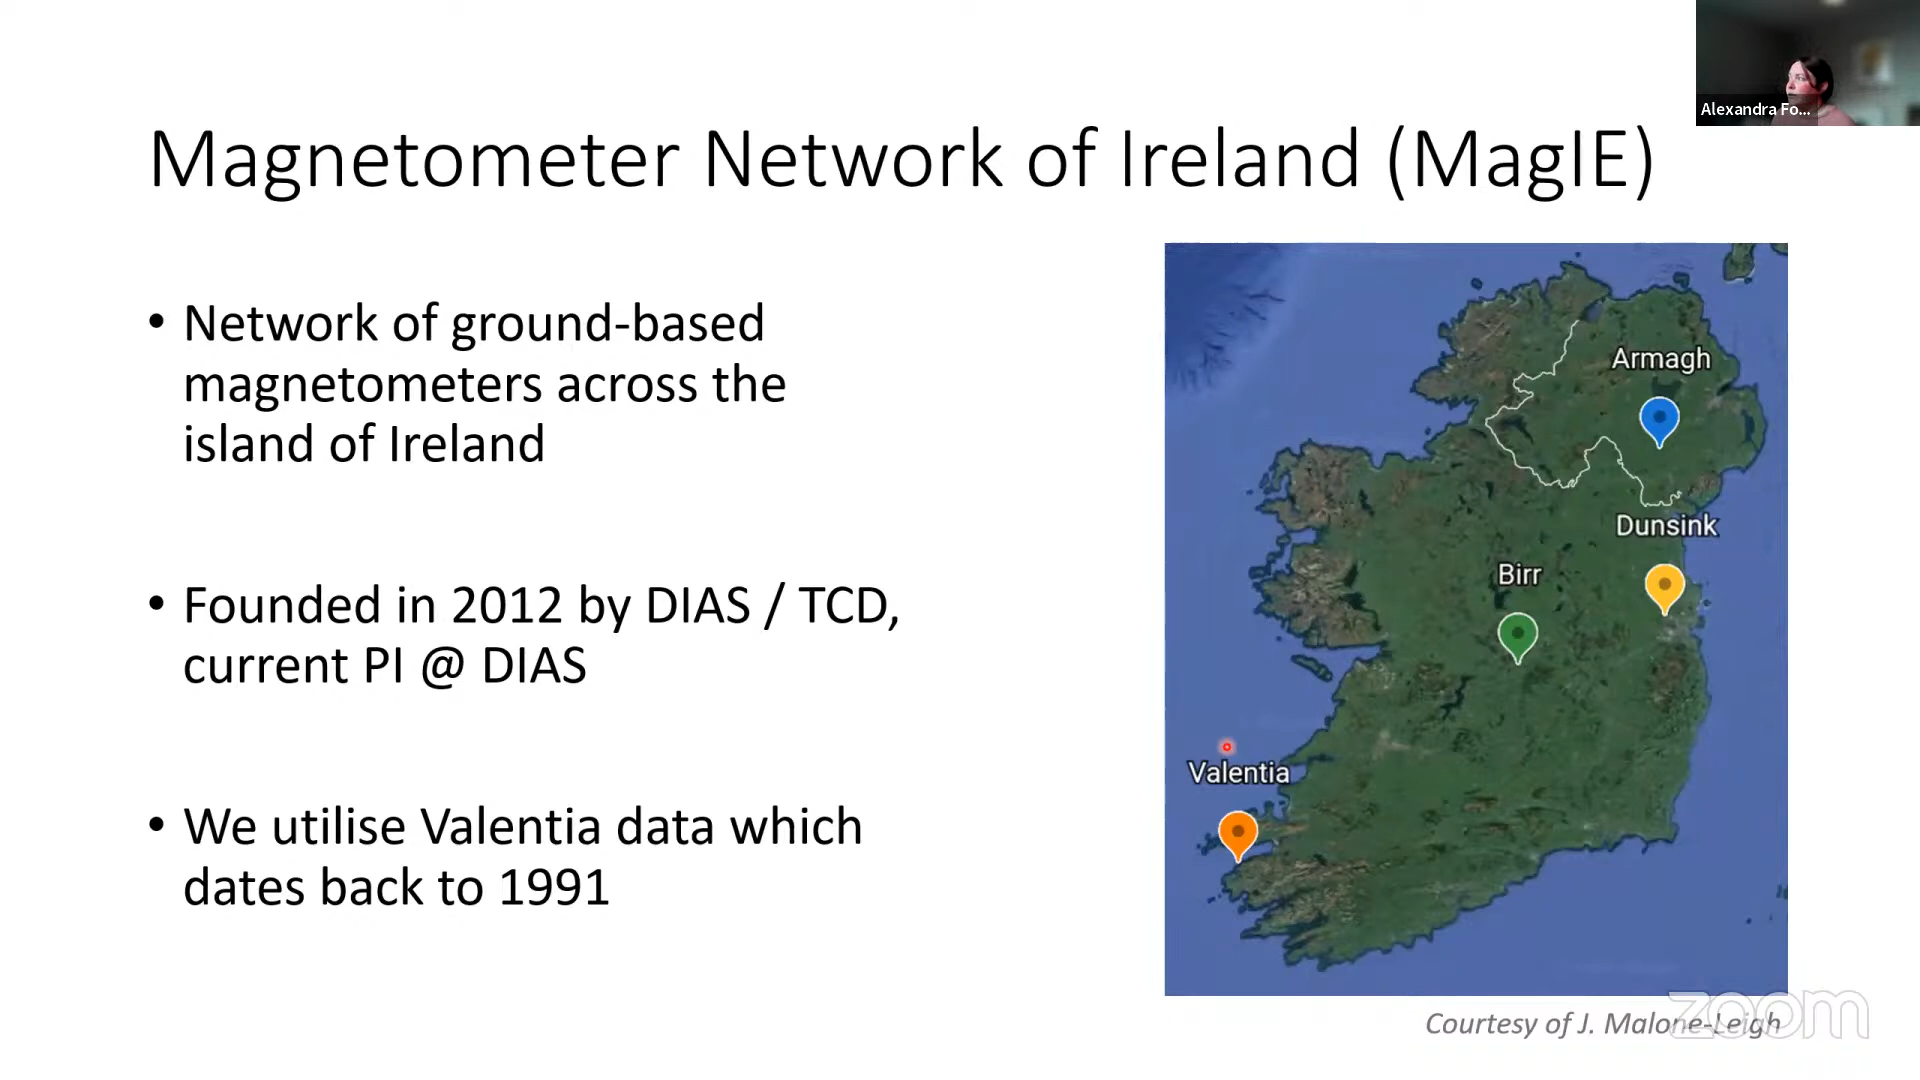 Alexandra Fo...
Magnetometer Network of Ireland (MagIE)
• Network of ground-based
magnetometers across the
island of Ireland
• Founded in 2012 by DIAS / TCD,
current PI @ DIAS
• We utilise Valentia data which
dates back to 1991
Armagh
Dunsink
Birr
Valentia
Courtesy of J. Malone-Leigh
zoom